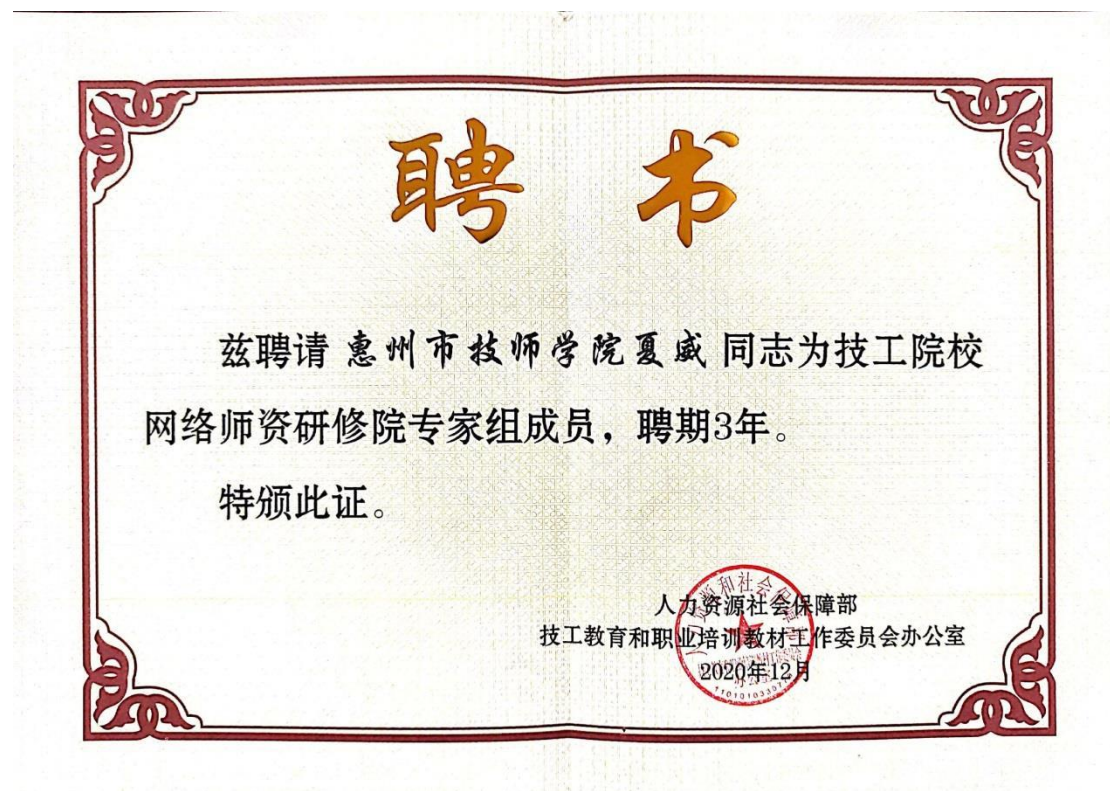 聘 书
兹聘请 惠州市技师学院夏威 同志为技工院校
网络师资研修院专家组成员，聘期3年。
特颁此证。
人力资源社会保障部
技工教育和职业培训教材工作委员会办公室
2020年12月